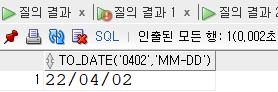 질의 결과 질의 결과 1 질의 결
SQL | 인출된 모든 행: 1(0,002초
TO_DATE('0402','MM-DD')
1 22/04/02